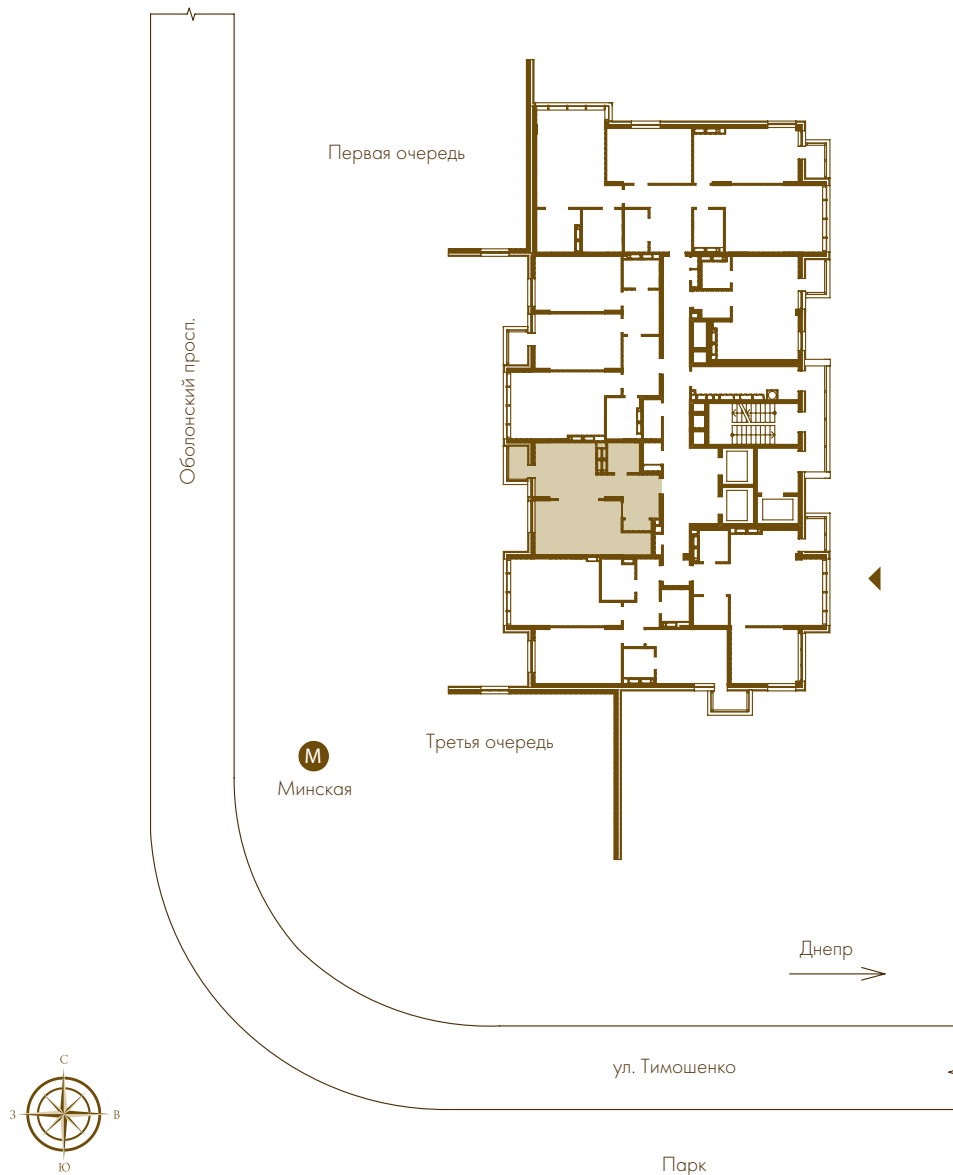 Первая очередь
Оболонский просп.
Третья очередь
М
Минская
Днепр
ул. Тимошенко
С
З
В
Ю
Парк